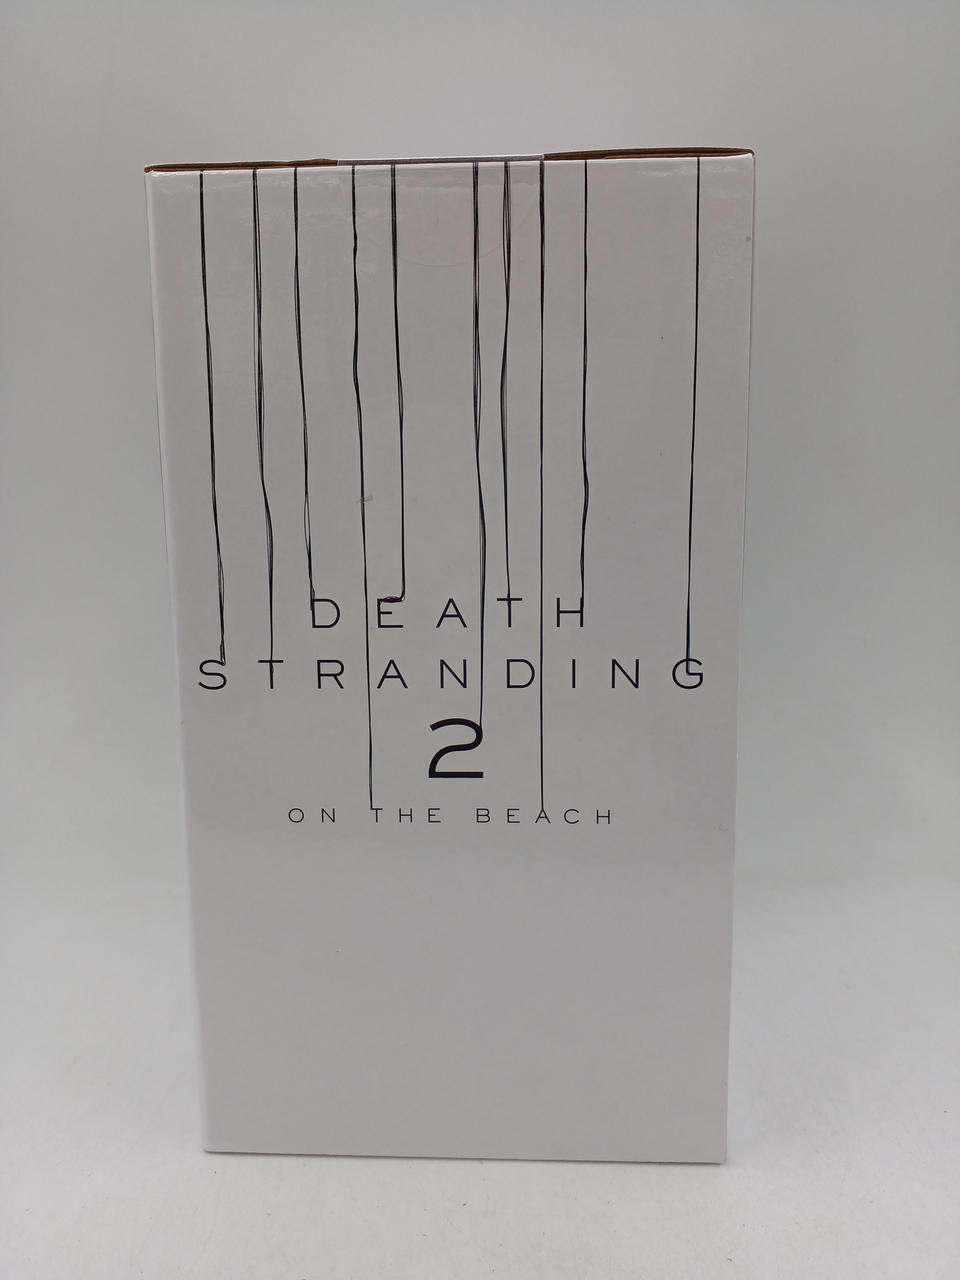 DEATH
STRANDING
2
ON THE BEACH